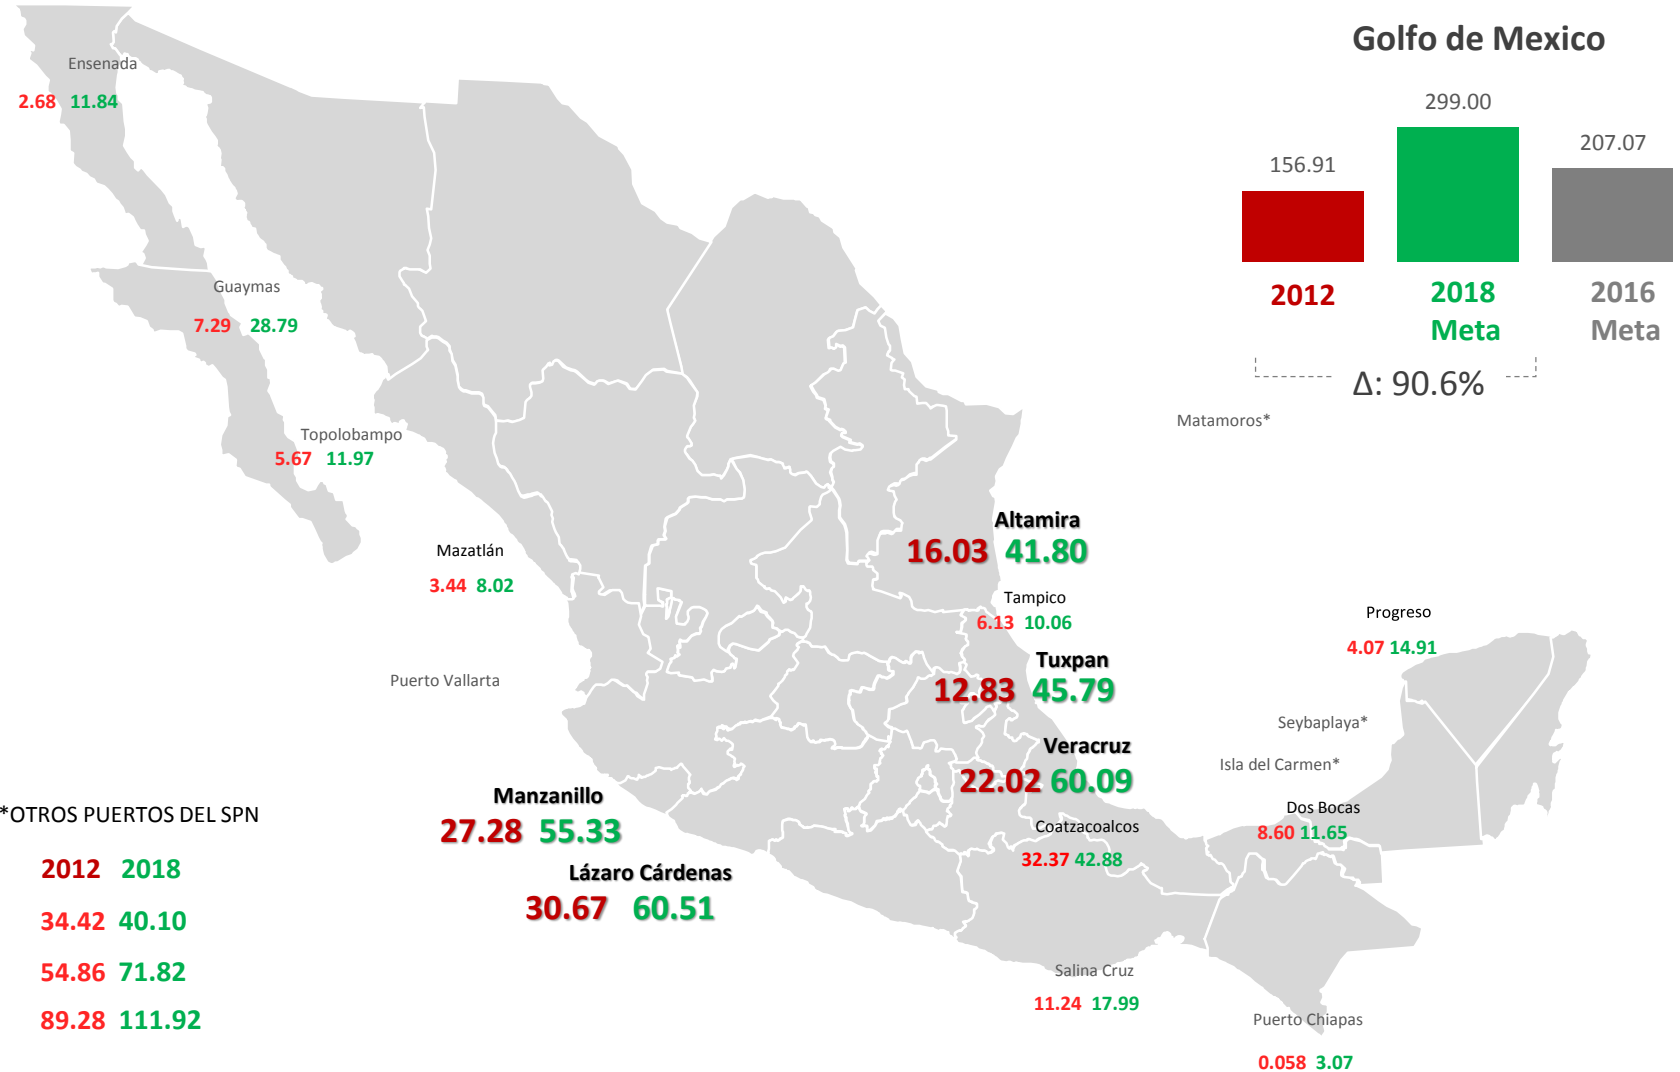 Golfo de Mexico
299.00
207.07
156.91
2012
2018
Meta
2016
Meta
Δ: 90.6%
Ensenada
2.68 11.84
Guaymas
7.29 28.79
Topolobampo
5.67 11.97
Mazatlán
3.44 8.02
Puerto Vallarta
Manzanillo
27.28 55.33
Lázaro Cárdenas
30.67 60.51
Matamoros*
Altamira
16.03 41.80
Tampico
6.13 10.06
Tuxpan
12.83 45.79
Veracruz
22.02 60.09
Coatzacoalcos
32.37 42.88
Progreso
4.07 14.91
Seybaplaya*
Isla del Carmen*
Dos Bocas
8.60 11.65
Salina Cruz
11.24 17.99
Puerto Chiapas
0.058 3.07
*OTROS PUERTOS DEL SPN
2012 2018
34.42 40.10
54.86 71.82
89.28 111.92